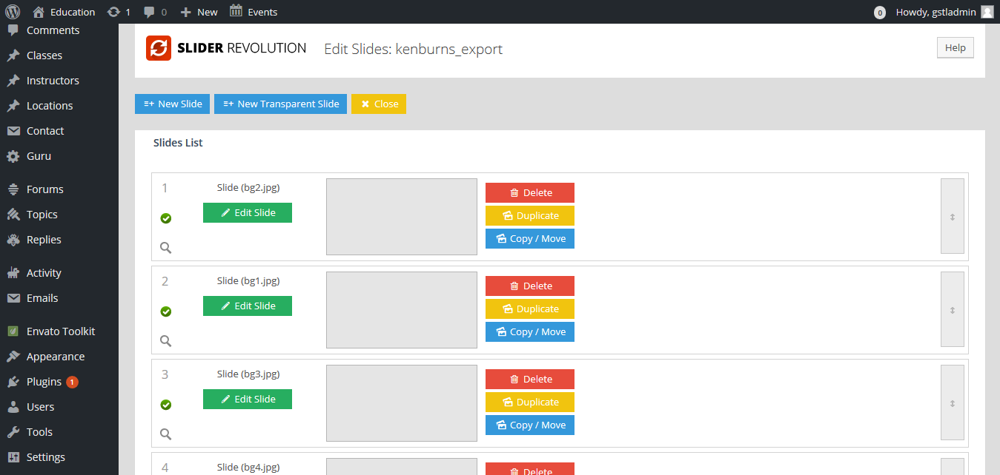 Education 1 0 New Events 0 Howdy, gstladmin
Comments
Classes
Instructors
Locations
Contact
Guru
Forums
Topics
Replies
Activity
Emails
Envato Toolkit
Appearance
Plugins 1
Users
Tools
Settings
SLIDER REVOLUTION Edit Slides: kenburns_export Help
New Slide New Transparent Slide Close
Slides List
1 Slide (bg2.jpg)
Edit Slide
Delete
Duplicate
Copy / Move
2 Slide (bg1.jpg)
Edit Slide
Delete
Duplicate
Copy / Move
3 Slide (bg3.jpg)
Edit Slide
Delete
Duplicate
Copy / Move
4 Slide (bg4.jpg)
Delete